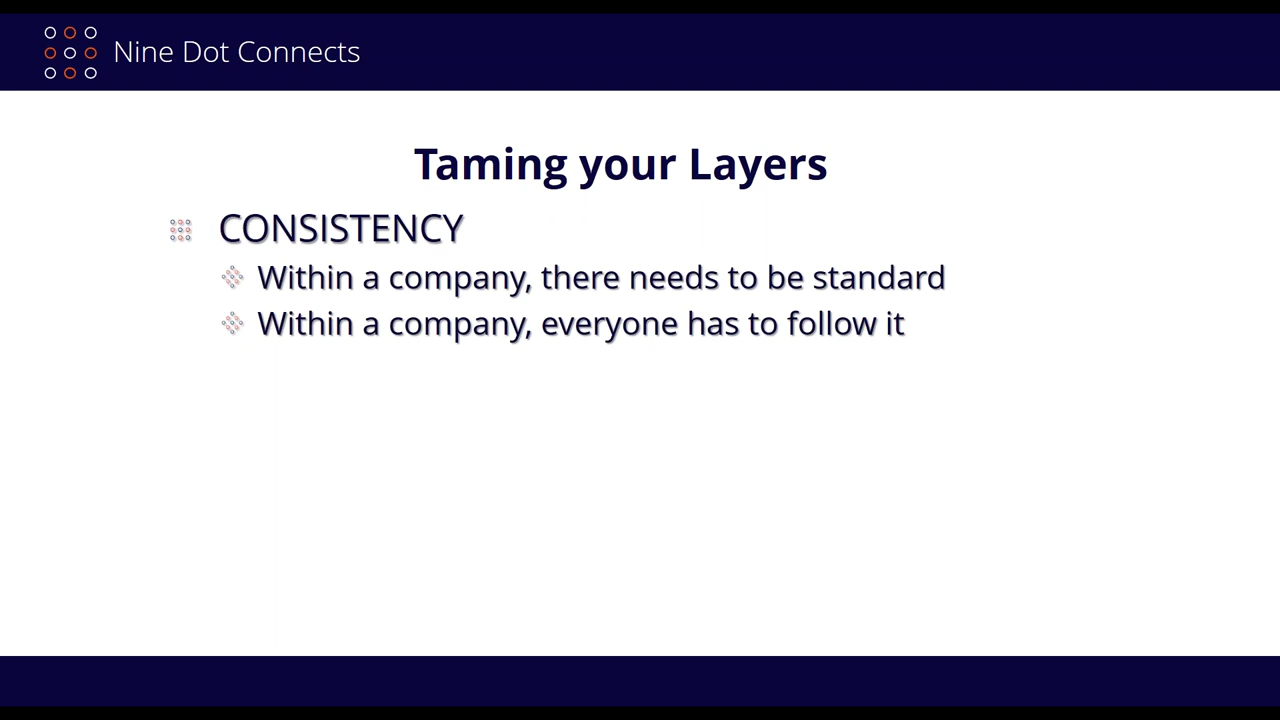 Nine Dot Connects
Taming your Layers
CONSISTENCY
Within a company, there needs to be standard
Within a company, everyone has to follow it